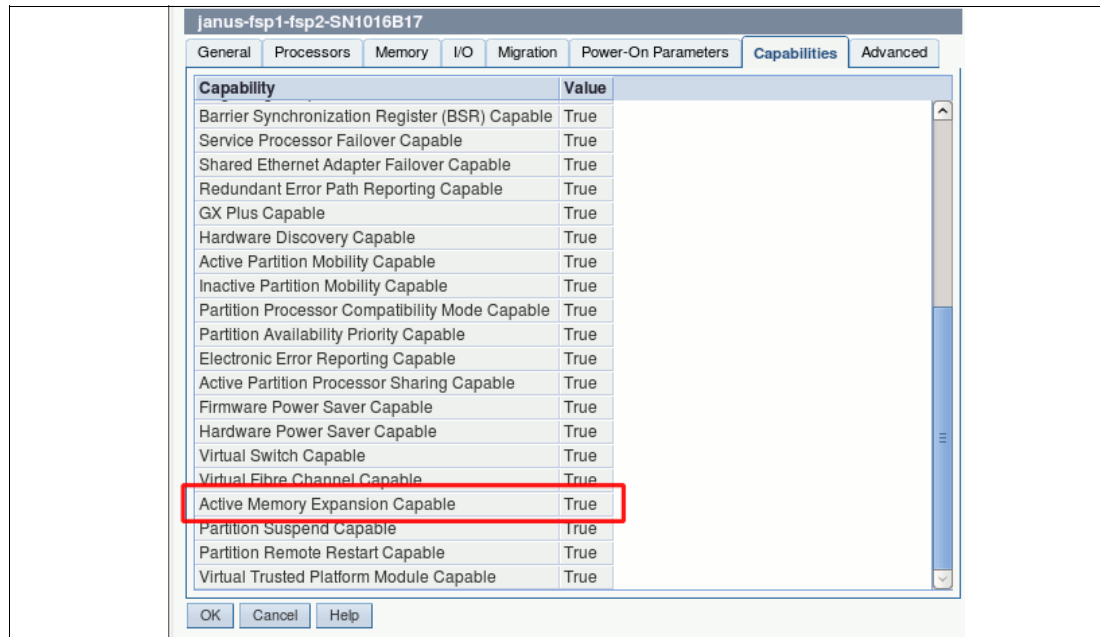 janus-fsp1-fsp2-SN1016B17
General Processors Memory I/O Migration Power-On Parameters Capabilities Advanced
Capability Value
Barrier Synchronization Register (BSR) Capable True
Service Processor Failover Capable True
Shared Ethernet Adapter Failover Capable True
Redundant Error Path Reporting Capable True
GX Plus Capable True
Hardware Discovery Capable True
Active Partition Mobility Capable True
Inactive Partition Mobility Capable True
Partition Processor Compatibility Mode Capable True
Partition Availability Priority Capable True
Electronic Error Reporting Capable True
Active Partition Processor Sharing Capable True
Firmware Power Saver Capable True
Hardware Power Saver Capable True
Virtual Switch Capable True
Virtual Fibre Channel Capable True
Active Memory Expansion Capable True
Partition Suspend Capable True
Partition Remote Restart Capable True
Virtual Trusted Platform Module Capable True
OK Cancel Help